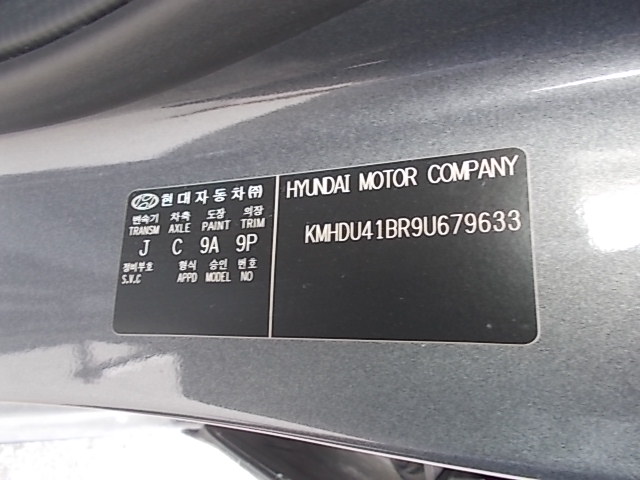 현대자동차㈜
변속기 차축 도장 의장
TRANSM AXLE PAINT TRIM
J C 9A 9P
정비부호 형식 승인 번호
S.V.C APPD MODEL NO
HYUNDAI MOTOR COMPANY
KMHDU41BR9U679633